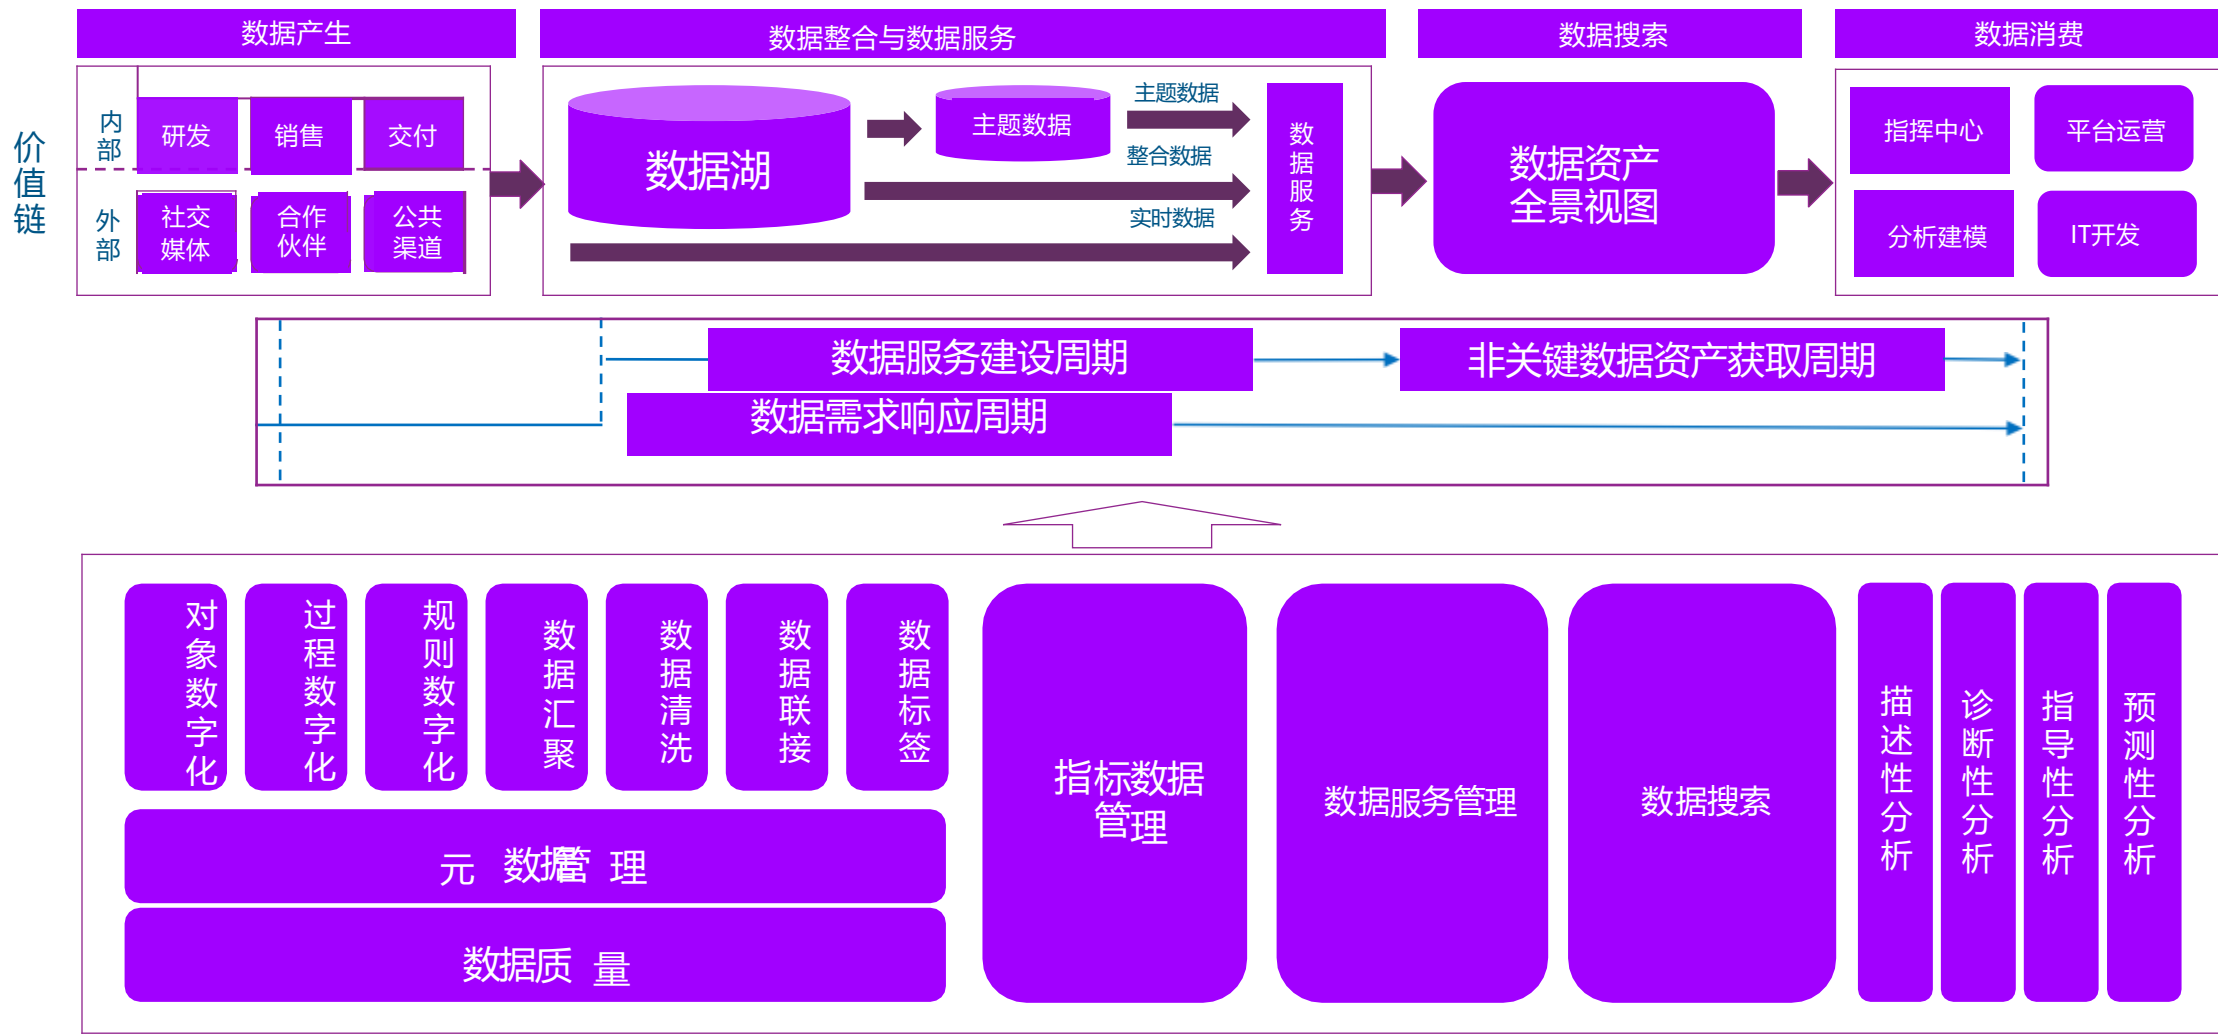 数据产生
数据整合与数据服务
数据搜索
数据消费
价值链
内部
研发
销售
交付
外部
社交
媒体
合作
伙伴
公共
渠道
数据湖
主题数据
主题数据
整合数据
实时数据
数据服务
数据资产
全景视图
指挥中心
平台运营
分析建模
IT开发
数据服务建设周期
非关键数据资产获取周期
数据需求响应周期
对象数字化
过程数字化
规则数字化
数据汇聚
数据清洗
数据联接
数据标签
元数据管理
数据质量
指标数据
管理
数据服务管理
数据搜索
描述性分析
诊断性分析
指导性分析
预测性分析